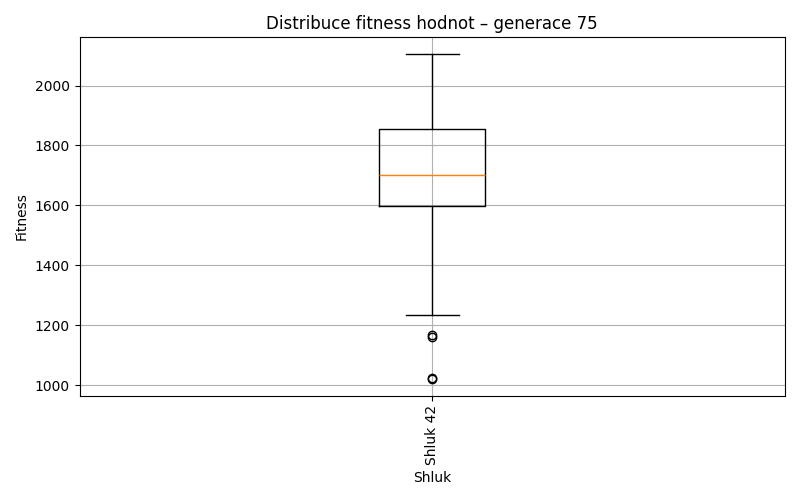 Distribuce fitness hodnot – generace 75
Fitness
2000
1800
1600
1400
1200
1000
Shluk 42
Shluk